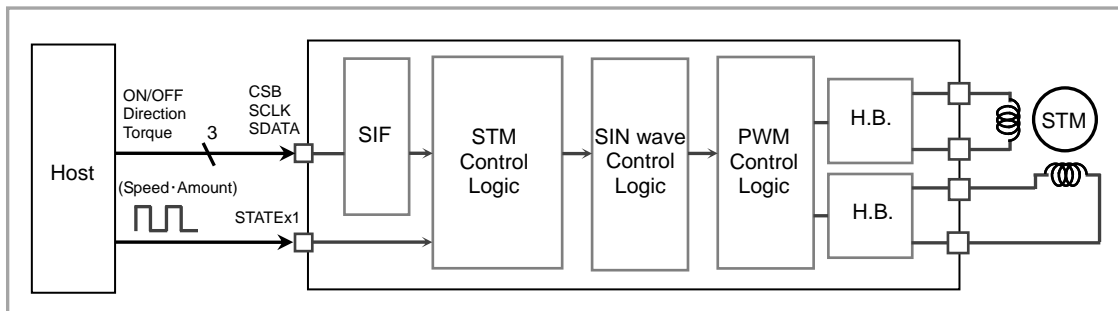 Host
ON/OFF
Direction
Torque
3
CSB
SCLK
SDATA
(Speed･Amount)
STATEx1
SIF
STM
Control
Logic
SIN wave
Control
Logic
PWM
Control
Logic
H.B.
H.B.
STM